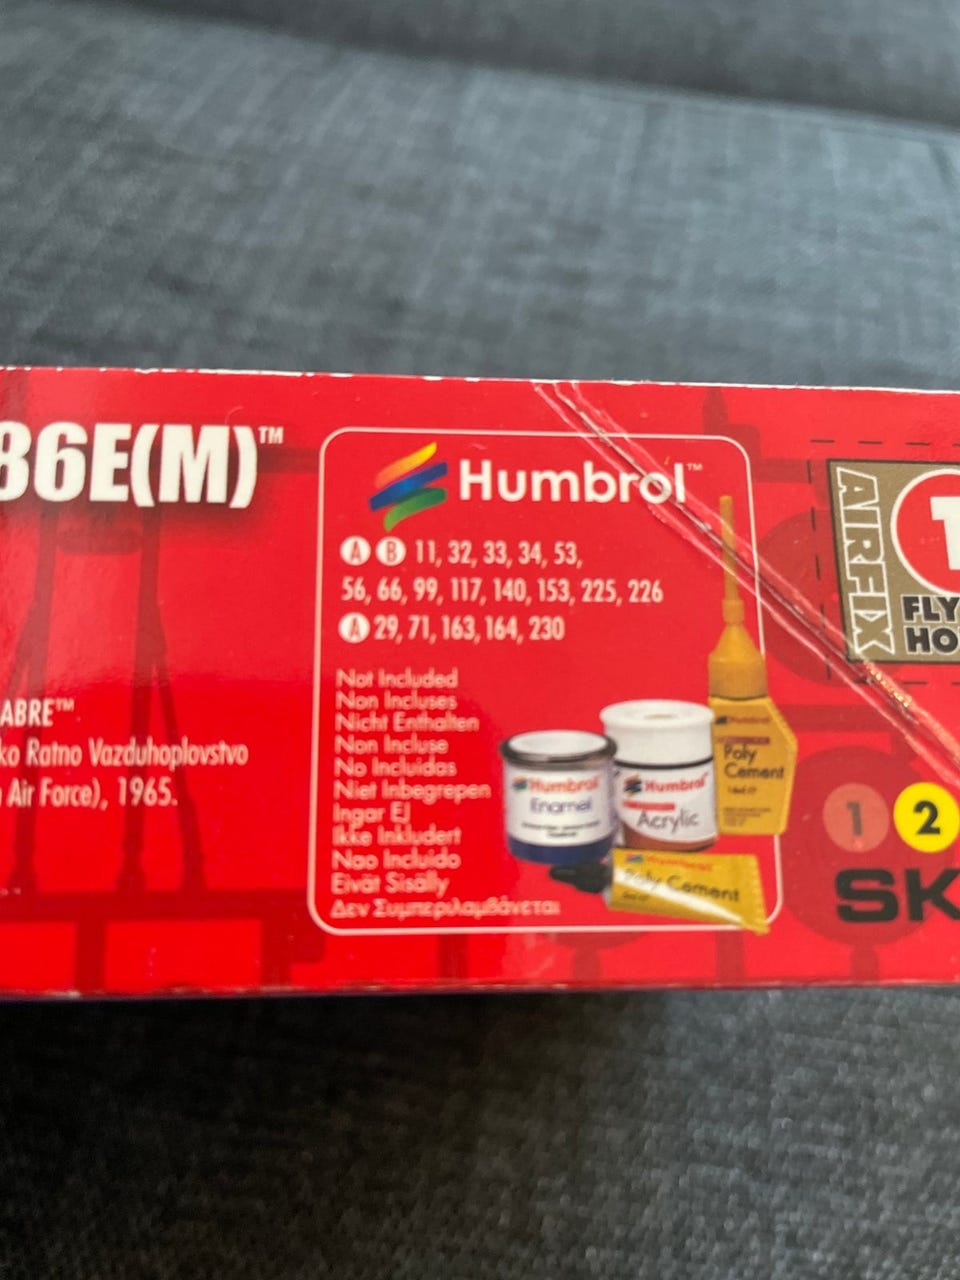 86E(M)™
ABRE™
ko Ratno Vazduhoplovstvo
Air Force), 1965.
Humbrol™
A B 11, 32, 33, 34, 53,
56, 66, 99, 117, 140, 153, 225, 226
A 29, 71, 163, 164, 230
Not Included
Non Incluses
Nicht Enthalten
Non Incluse
No Incluidas
Niet Inbegrepen
Ingar Ej
Ikke Inkludert
Nao Incluido
Eivät Sisälly
Δεν Συμπεριλαμβάνεται
Humbrol
Enamel
Humbrol
Acrylic
Humbrol
Poly
Cement
Humbrol
Poly Cement
AIRFIX
1
FLY
HO
1 2
SK